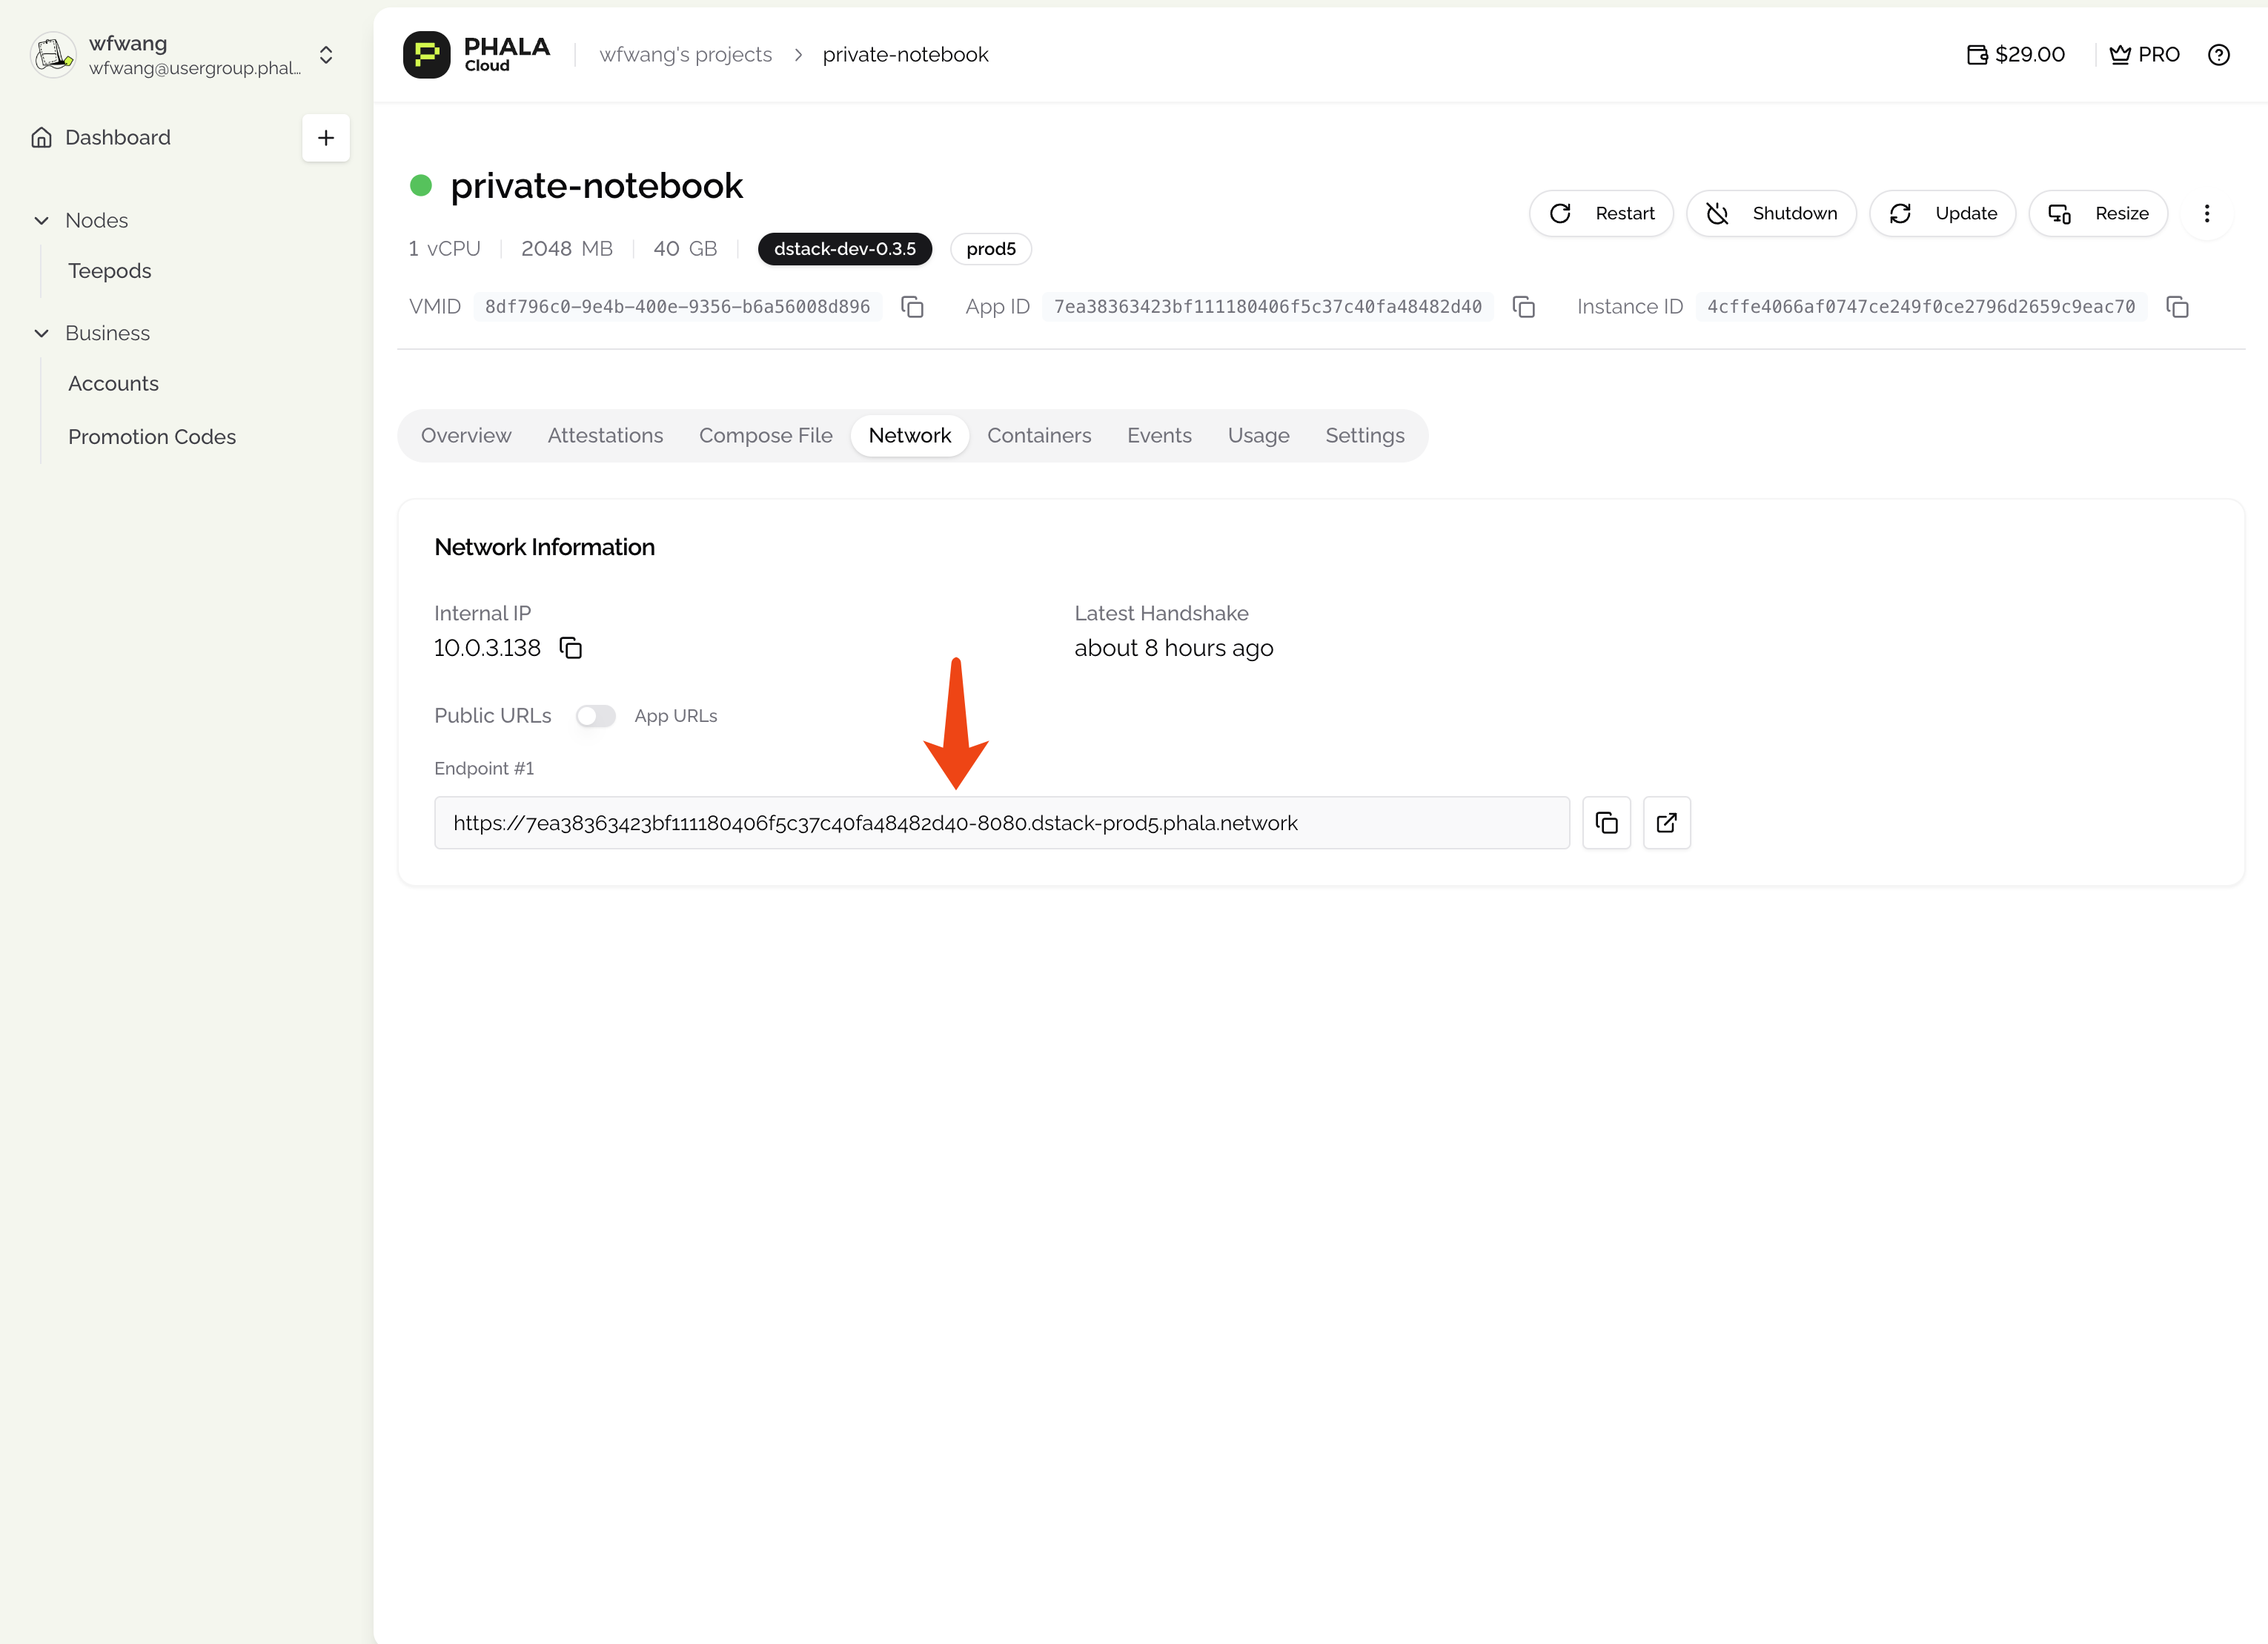 wfwang
wfwang@usergroup.phal...
Dashboard
Nodes
Teepods
Business
Accounts
Promotion Codes
PHALA
Cloud
wfwang's projects > private-notebook
$29.00
PRO
private-notebook
Restart
Shutdown
Update
Resize
1 vCPU
2048 MB
40 GB
dstack-dev-0.3.5
prod5
VMID 8df796c0-9e4b-400e-9356-b6a56008d896
App ID 7ea38363423bf111180406f5c37c40fa48482d40
Instance ID 4cffe4066af0747ce249f0ce2796d2659c9eac70
Overview
Attestations
Compose File
Network
Containers
Events
Usage
Settings
Network Information
Internal IP
10.0.3.138
Latest Handshake
about 8 hours ago
Public URLs
App URLs
Endpoint #1
https://7ea38363423bf111180406f5c37c40fa48482d40-8080.dstack-prod5.phala.network